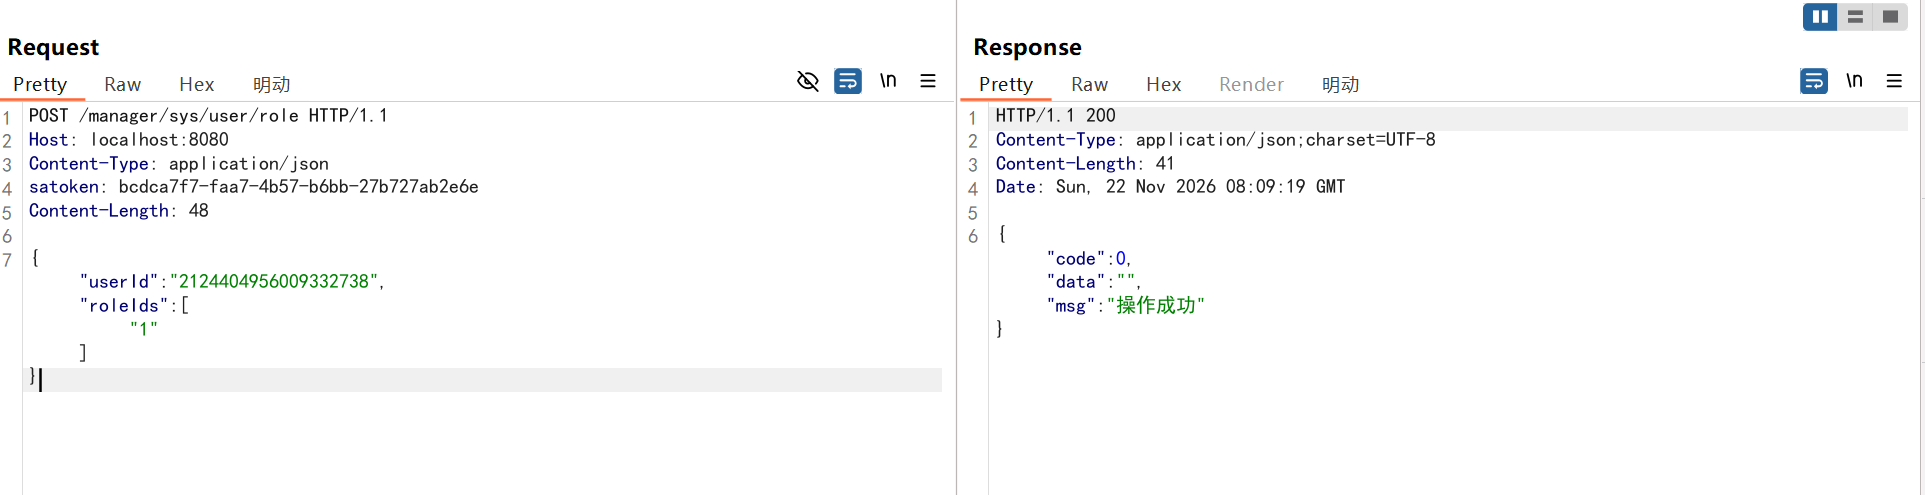 Request
Pretty Raw Hex 明动 \n
1 POST /manager/sys/user/role HTTP/1.1
2 Host: localhost:8080
3 Content-Type: application/json
4 satoken: bcdca7f7-faa7-4b57-b6bb-27b727ab2e6e
5 Content-Length: 48
6
7 {
"userId":"2124404956009332738",
"roleIds":[
"1"
]
}
Response
Pretty Raw Hex Render 明动 \n
1 HTTP/1.1 200
2 Content-Type: application/json;charset=UTF-8
3 Content-Length: 41
4 Date: Sun, 22 Nov 2026 08:09:19 GMT
5
6 {
"code":0,
"data":"",
"msg":"操作成功"
}